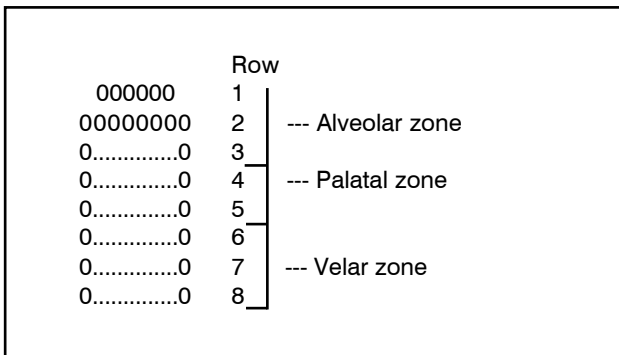 Row
000000 1
00000000 2 --- Alveolar zone
0..............0 3
0..............0 4 --- Palatal zone
0..............0 5
0..............0 6
0..............0 7 --- Velar zone
0..............0 8